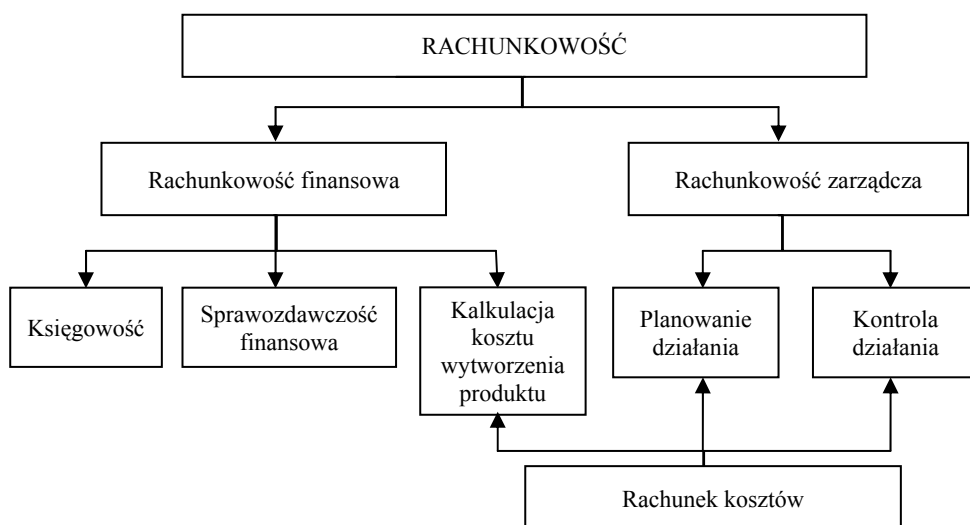 RACHUNKOWOŚĆ
Rachunkowość finansowa
Rachunkowość zarządcza
Księgowość
Sprawozdawczość
finansowa
Kalkulacja
kosztu
wytworzenia
produktu
Planowanie
działania
Kontrola
działania
Rachunek kosztów